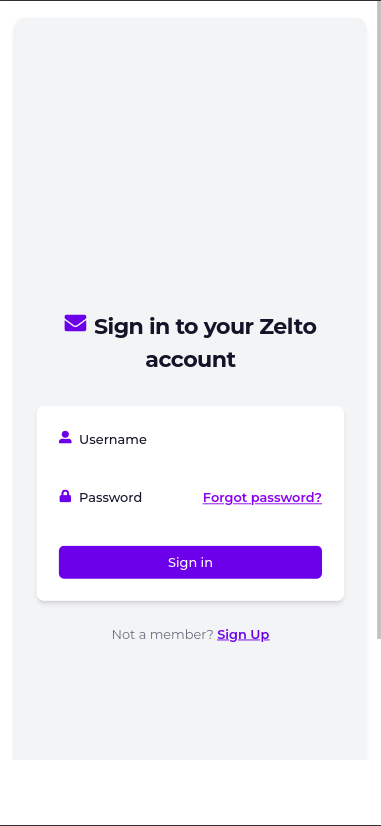 Sign in to your Zelto
account
Username
Password Forgot password?
Sign in
Not a member? Sign Up